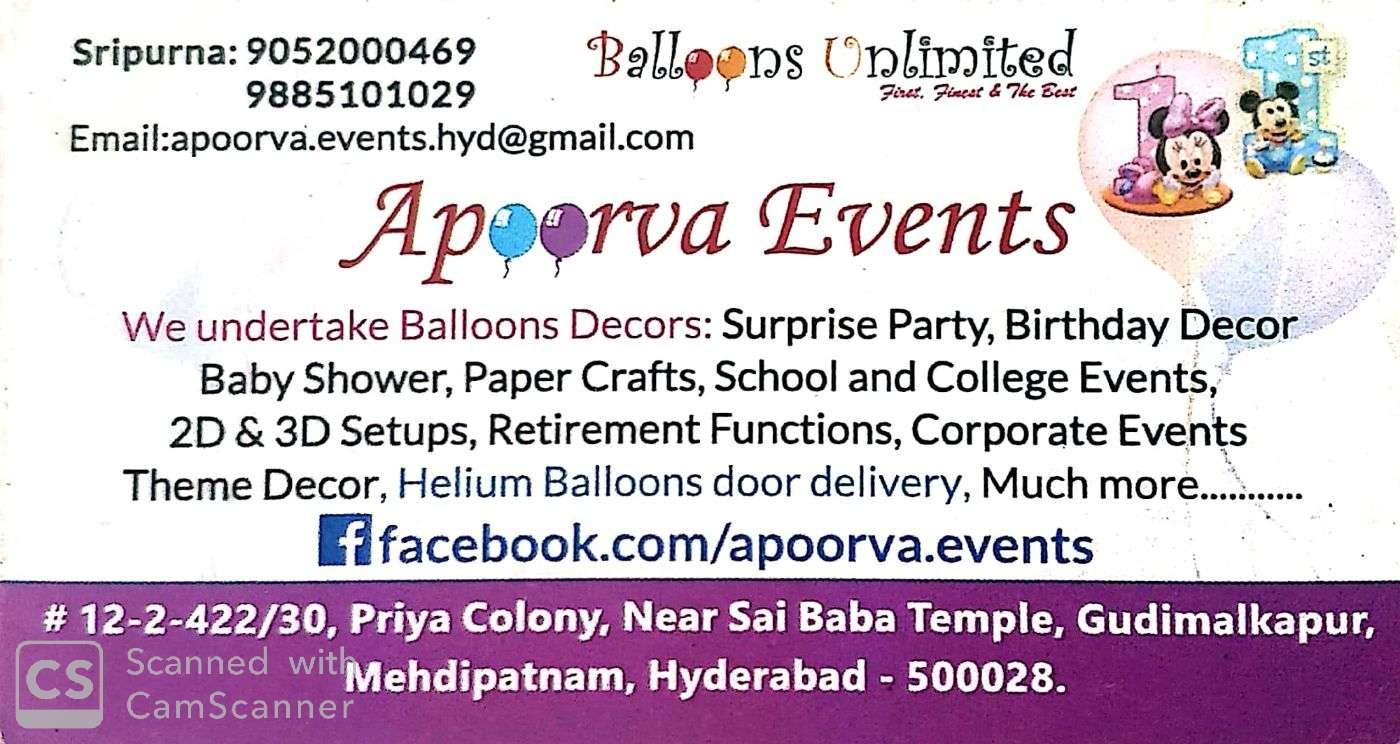 Sripurna: 9052000469
9885101029
Email:apoorva.events.hyd@gmail.com
Balloons Unlimited
First, Finest & The Best
1st
Apoorva Events
We undertake Balloons Decors: Surprise Party, Birthday Decor
Baby Shower, Paper Crafts, School and College Events,
2D & 3D Setups, Retirement Functions, Corporate Events
Theme Decor, Helium Balloons door delivery, Much more...........
facebook.com/apoorva.events
# 12-2-422/30, Priya Colony, Near Sai Baba Temple, Gudimalkapur,
Mehdipatnam, Hyderabad - 500028.
CS Scanned with
CamScanner